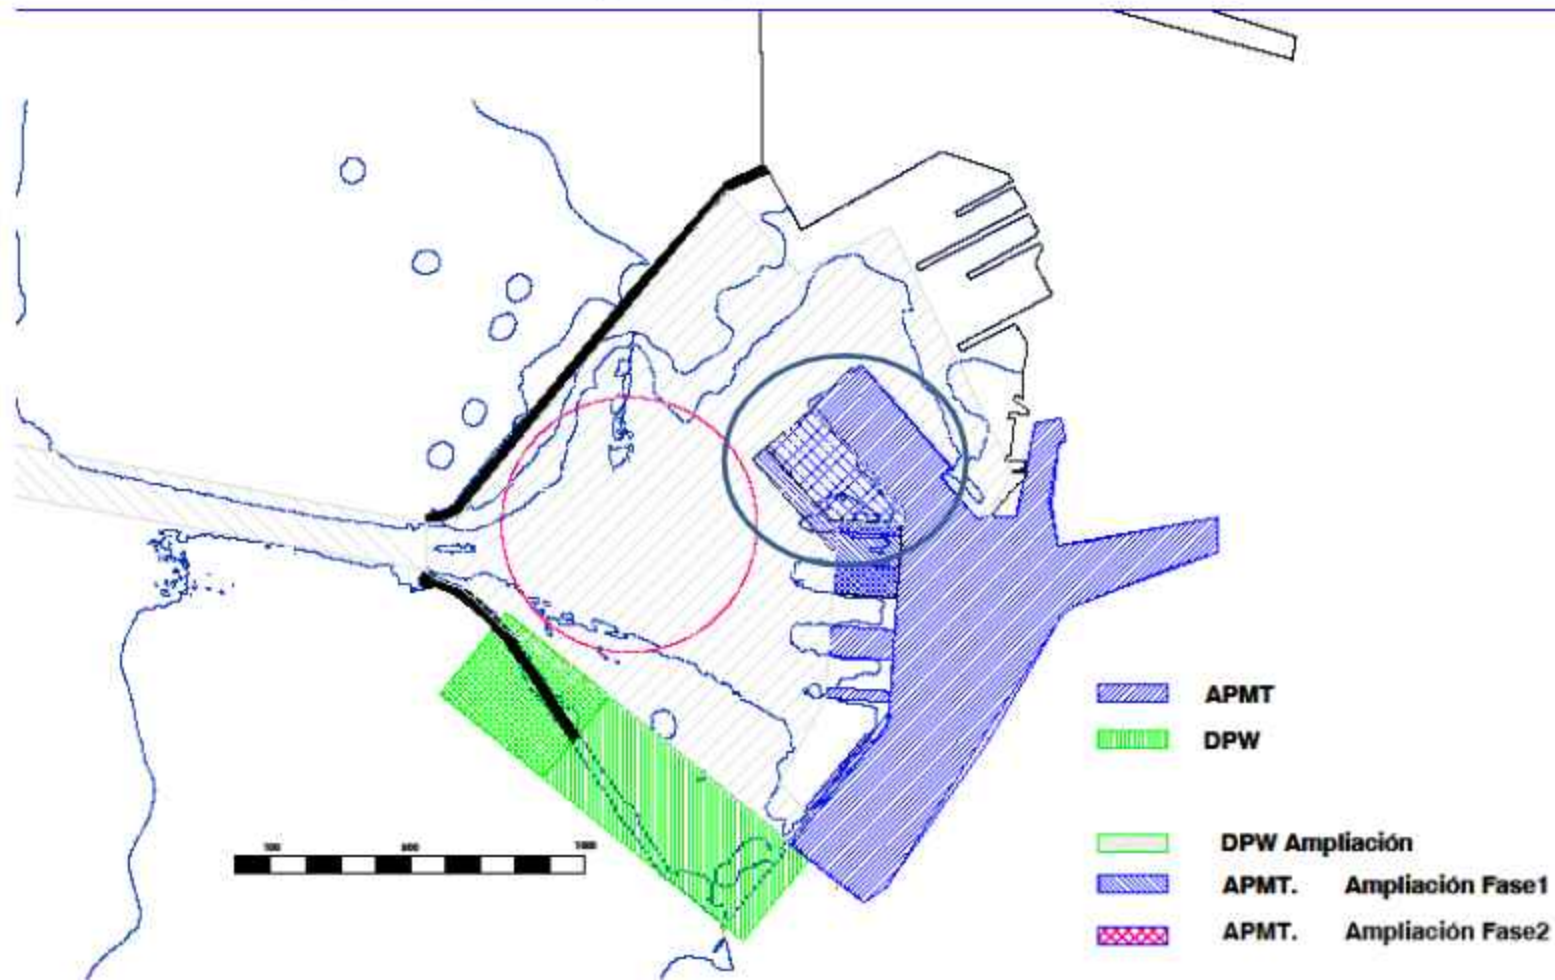 APMT
DPW
DPW Ampliación
APMT. Ampliación Fase1
APMT. Ampliación Fase2